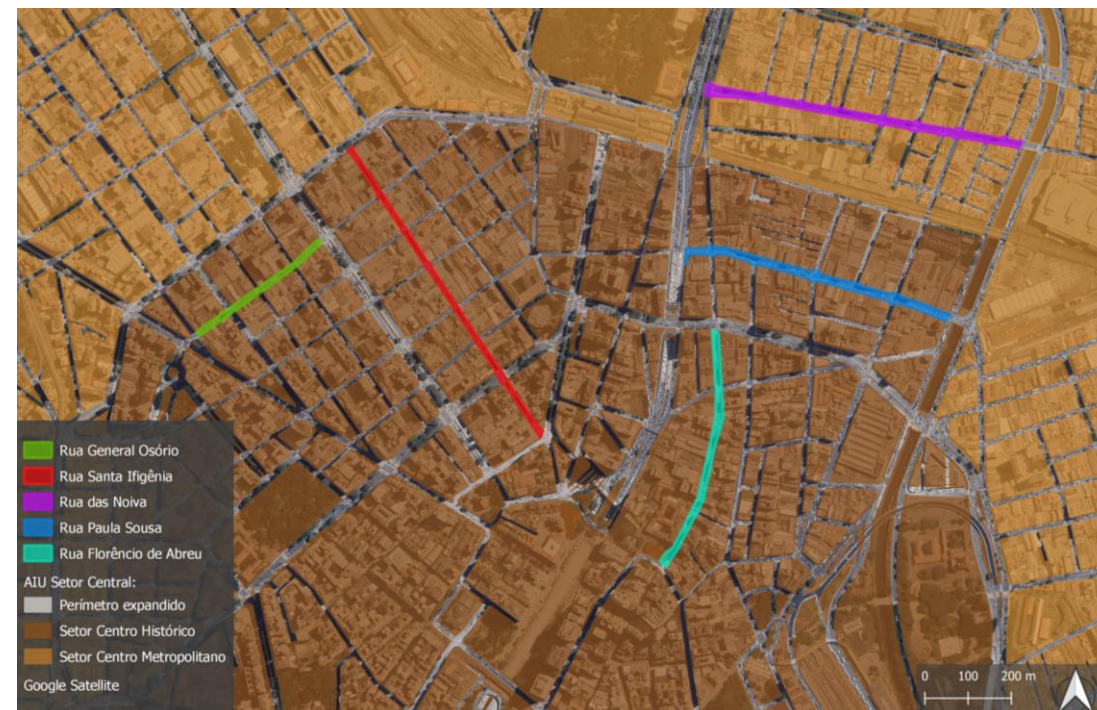 Rua General Osório
Rua Santa Ifigênia
Rua das Noiva
Rua Paula Sousa
Rua Florêncio de Abreu
AIU Setor Central:
Perímetro expandido
Setor Centro Histórico
Setor Centro Metropolitano
Google Satellite
0 100 200 m